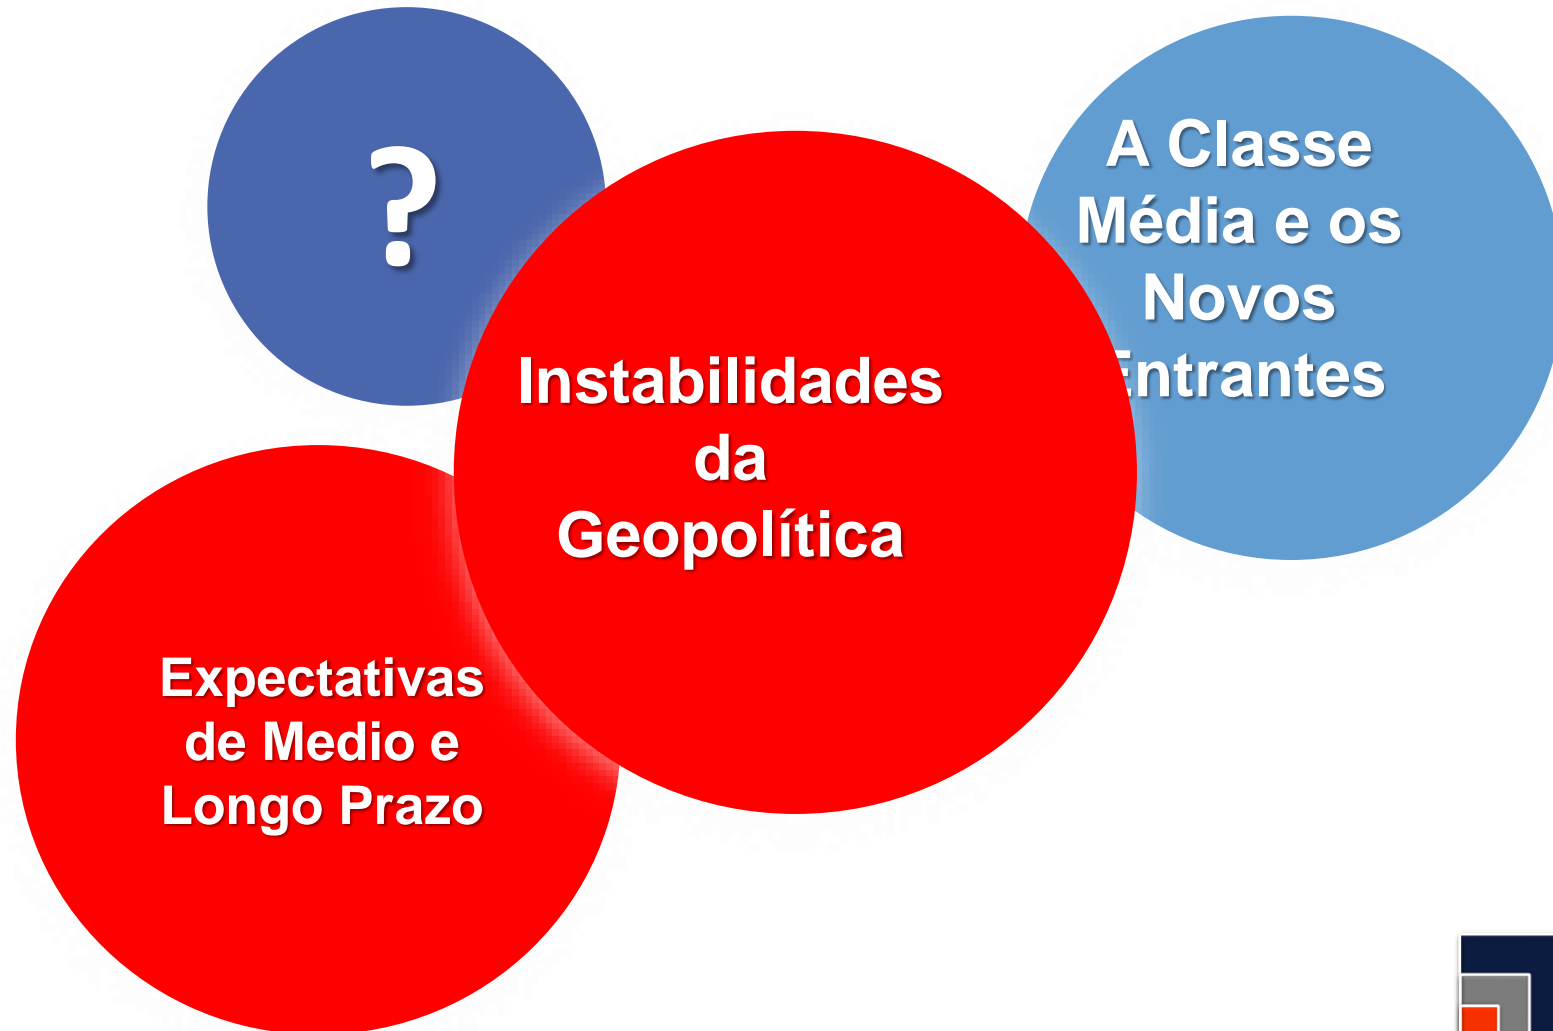 ?
A Classe
Média e os
Novos
Entrantes
Instabilidades
da
Geopolítica
Expectativas
de Medio e
Longo Prazo